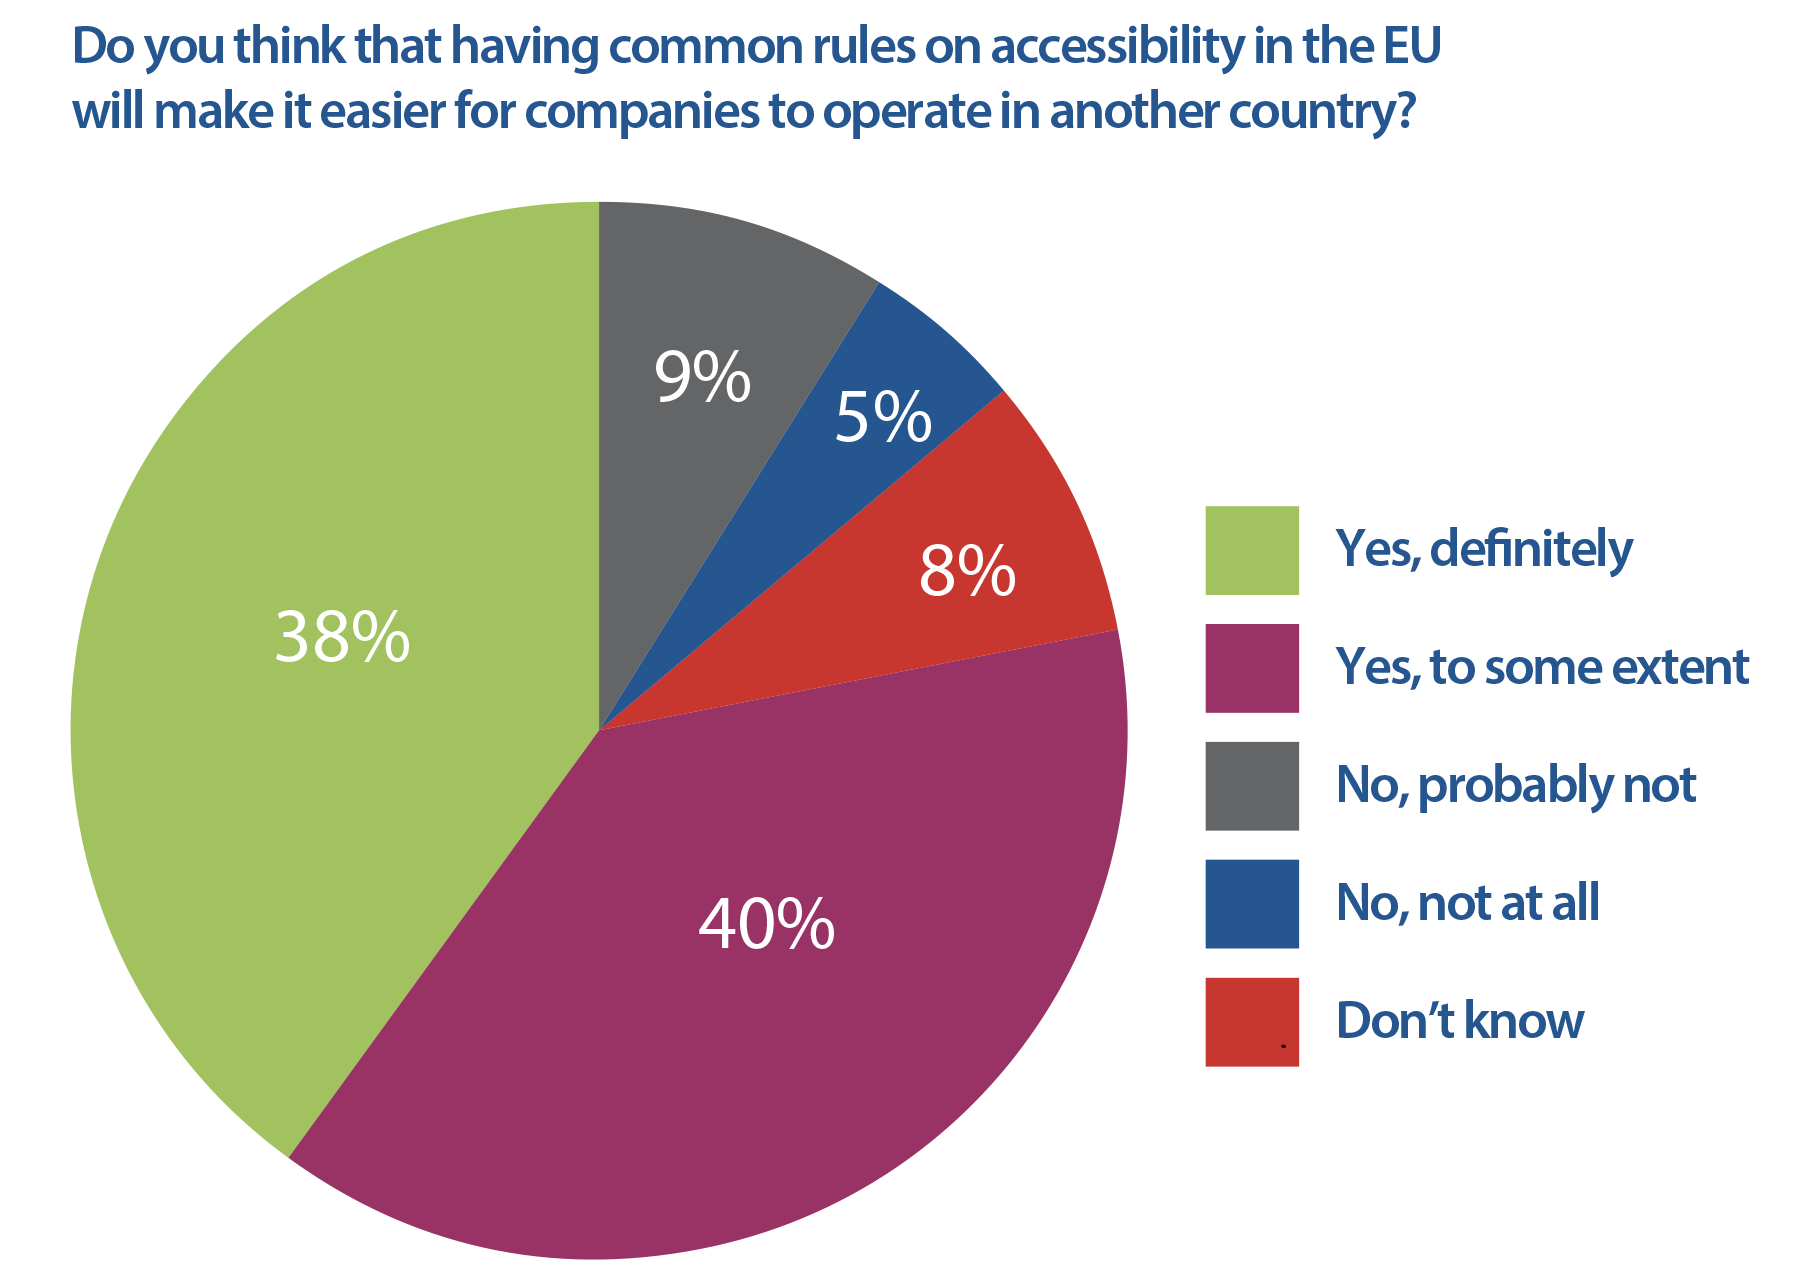 Do you think that having common rules on accessibility in the EU
will make it easier for companies to operate in another country?
9%
5%
8%
38%
40%
Yes, definitely
Yes, to some extent
No, probably not
No, not at all
Don’t know